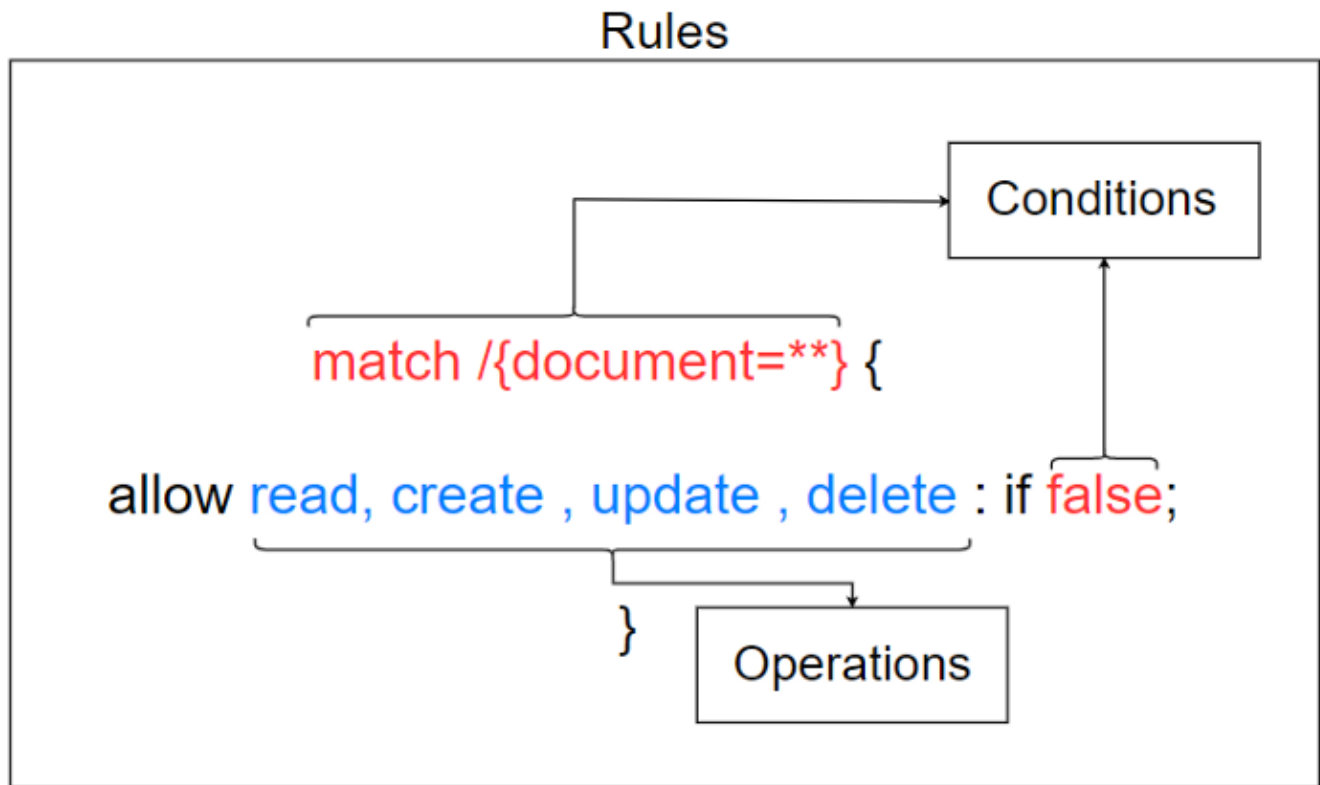 Rules
Conditions
match /{document=**} {
allow read, create , update , delete : if false;
}
Operations